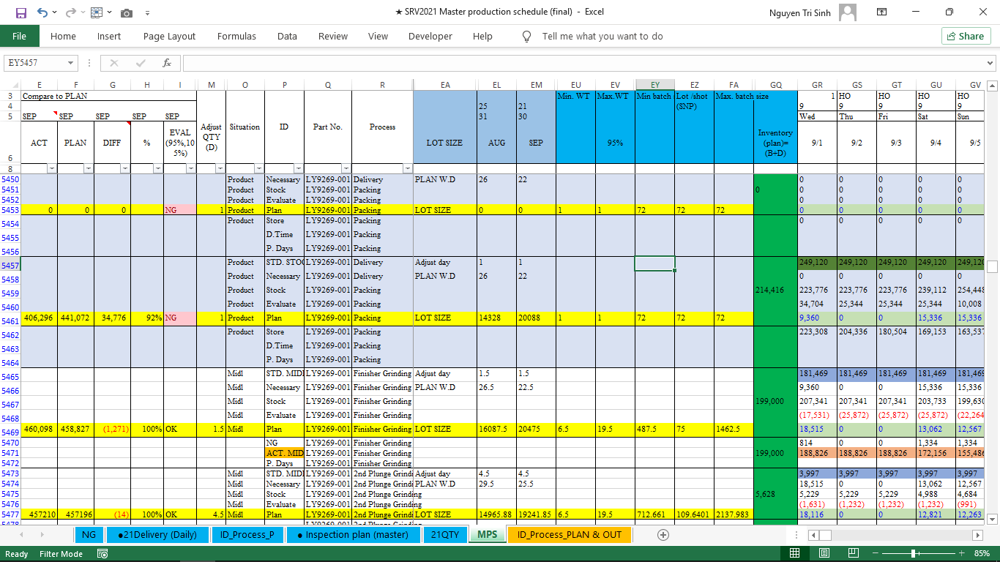 ★ SRV2021 Master production schedule (final) - Excel
Nguyen Tri Sinh
File Home Insert Page Layout Formulas Data Review View Developer Help Tell me what you want to do Share
EY5457 fx
E F G H I M O P Q R EA EL EM EU EV EY EZ FA GQ GR GS GT GU GV
3 Compare to PLAN Min. WT Max.WT Min batch Lot /shot Max. batch size 1 HO HO HO HO
4 25 21 (SNP) 9 9 9 9 9
5 SEP SEP SEP SEP SEP 31 30 Wed Thu Fri Sat Sun
6 ACT PLAN DIFF % EVAL (95%,105%) Adjust QTY (D) Situation ID Part No. Process LOT SIZE AUG SEP 95% Inventory (plan)= (B+D) 9/1 9/2 9/3 9/4 9/5
8
5450 Product Necessary LY9269-001 Delivery PLAN W.D 26 22 0 0 0 0 0
5451 Product Stock LY9269-001 Packing 0 0 0 0 0 0
5452 Product Evaluate LY9269-001 Packing 0 0 0 0 0
5453 0 0 0 NG 1 Product Plan LY9269-001 Packing LOT SIZE 0 0 1 1 72 72 72 0 0 0 0 0
5454 Product Store LY9269-001 Packing 0 0 0 0 0
5455 D.Time LY9269-001 Packing
5456 P. Days LY9269-001 Packing
5457 Product STD. STO LY9269-001 Delivery Adjust day 1 1 249,120 249,120 249,120 249,120 249,120
5458 Product Necessary LY9269-001 Delivery PLAN W.D 26 22 0 0 0 0 0
5459 Product Stock LY9269-001 Packing 214,416 223,776 223,776 223,776 239,112 254,448
5460 Product Evaluate LY9269-001 Packing 34,704 25,344 25,344 25,344 10,008
5461 406,296 441,072 34,776 92% NG 1 Product Plan LY9269-001 Packing LOT SIZE 14328 20088 1 1 72 72 72 9,360 0 0 15,336 15,336
5462 Product Store LY9269-001 Packing 223,308 204,336 180,504 169,153 163,537
5463 D.Time LY9269-001 Packing
5464 P. Days LY9269-001 Packing
5465 Midl STD. MIDI LY9269-001 Finisher Grinding Adjust day 1.5 1.5 181,469 181,469 181,469 181,469 181,469
5466 Midl Necessary LY9269-001 Finisher Grinding PLAN W.D 26.5 22.5 9,360 0 0 15,336 15,336
5467 Midl Stock LY9269-001 Finisher Grinding 199,000 207,341 207,341 207,341 203,733 199,630
5468 Midl Evaluate LY9269-001 Finisher Grinding (17,531) (25,872) (25,872) (25,872) (22,264
5469 460,098 458,827 (1,271) 100% OK 1.5 Midl Plan LY9269-001 Finisher Grinding LOT SIZE 16087.5 20475 6.5 19.5 487.5 75 1462.5 18,515 0 0 13,062 12,567
5470 NG LY9269-001 Finisher Grinding 814 0 0 1,334 1,334
5471 ACT. MID LY9269-001 Finisher Grinding 199,000 188,826 188,826 188,826 172,156 155,486
5472 P. Days LY9269-001 Finisher Grinding
5473 Midl STD. MIDI LY9269-001 2nd Plunge Grindi Adjust day 4.5 4.5 3,997 3,997 3,997 3,997 3,997
5474 Midl Necessary LY9269-001 2nd Plunge Grindi PLAN W.D 29.5 25.5 18,515 0 0 13,062 12,567
5475 Midl Stock LY9269-001 2nd Plunge Grinding 5,628 5,229 5,229 5,229 4,988 4,684
5476 Midl Evaluate LY9269-001 2nd Plunge Grinding (1,631) (1,232) (1,232) (1,232) (991)
5477 457210 457196 (14) 100% OK 4.5 Midl Plan LY9269-001 2nd Plunge Grindi LOT SIZE 14965.88 19241.85 6.5 19.5 712.661 109.6401 2137.983 18,116 0 0 12,821 12,263
NG ●21Delivery (Daily) ID_Process_P ● Inspection plan (master) 21QTY MPS ID_Process_PLAN & OUT
Ready Filter Mode 85%